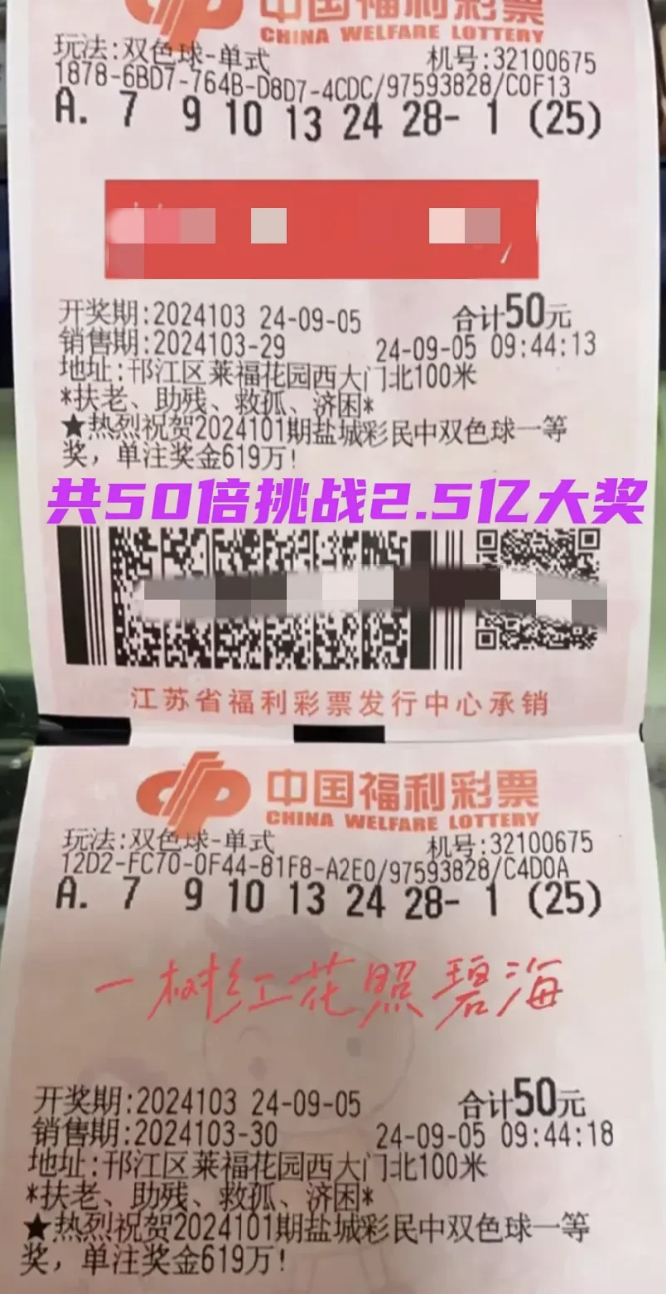 中国福利彩票
CHINA WELFARE LOTTERY
玩法:双色球-单式 机号:32100675
1878-6BD7-764B-D8D7-4CDC/97593828/C0F13
A. 7 9 10 13 24 28- 1 (25)
开奖期:2024103 24-09-05 合计50元
销售期:2024103-29 24-09-05 09:44:13
地址:邗江区莱福花园西大门北100米
*扶老、助残、救孤、济困*
★热烈祝贺2024101期盐城彩民中双色球一等
奖，单注奖金619万!
共50倍挑战2.5亿大奖
江苏省福利彩票发行中心承销
中国福利彩票
CHINA WELFARE LOTTERY
玩法:双色球-单式 机号:32100675
12D2-FC70-0F44-81F8-A2E0/97593828/C4D0A
A. 7 9 10 13 24 28- 1 (25)
一树红花照碧海
开奖期:2024103 24-09-05 合计50元
销售期:2024103-30 24-09-05 09:44:18
地址:邗江区莱福花园西大门北100米
*扶老、助残、救孤、济困*
★热烈祝贺2024101期盐城彩民中双色球一等
奖，单注奖金619万!